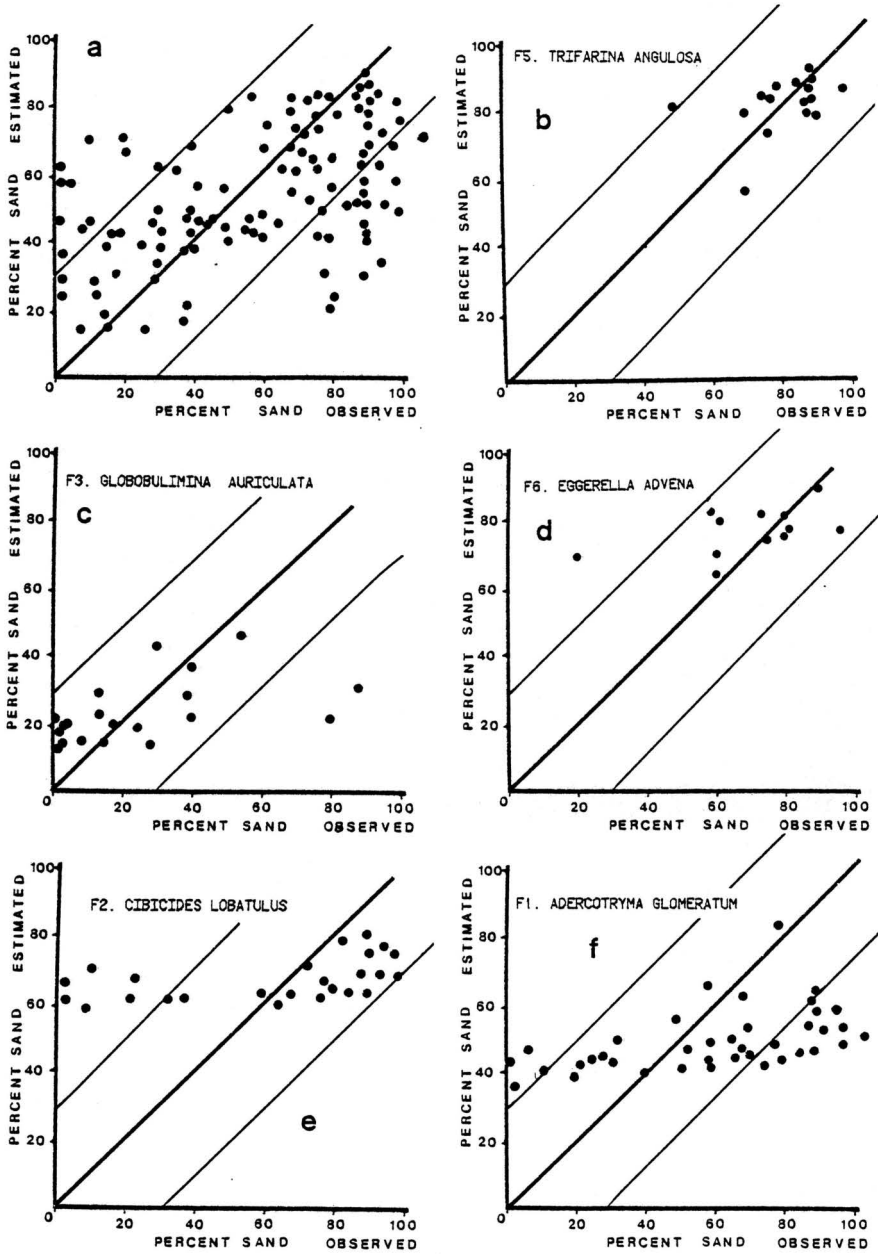 a
100
80
60
40
20
0
20
40
60
80
100
PERCENT SAND ESTIMATED
PERCENT SAND OBSERVED
F5. TRIFARINA ANGULOSA
b
100
80
60
40
20
0
20
40
60
80
100
PERCENT SAND ESTIMATED
PERCENT SAND OBSERVED
F3. GLOBOBULIMINA AURICULATA
c
100
80
60
40
20
0
20
40
60
80
100
PERCENT SAND ESTIMATED
PERCENT SAND OBSERVED
F6. EGGERELLA ADVENA
d
100
80
60
40
20
0
20
40
60
80
100
PERCENT SAND ESTIMATED
PERCENT SAND OBSERVED
F2. CIBICIDES LOBATULUS
e
100
80
60
40
20
0
20
40
60
80
100
PERCENT SAND ESTIMATED
PERCENT SAND OBSERVED
F1. ADERCOTRYMA GLOMERATUM
f
100
80
60
40
20
0
20
40
60
80
100
PERCENT SAND ESTIMATED
PERCENT SAND OBSERVED